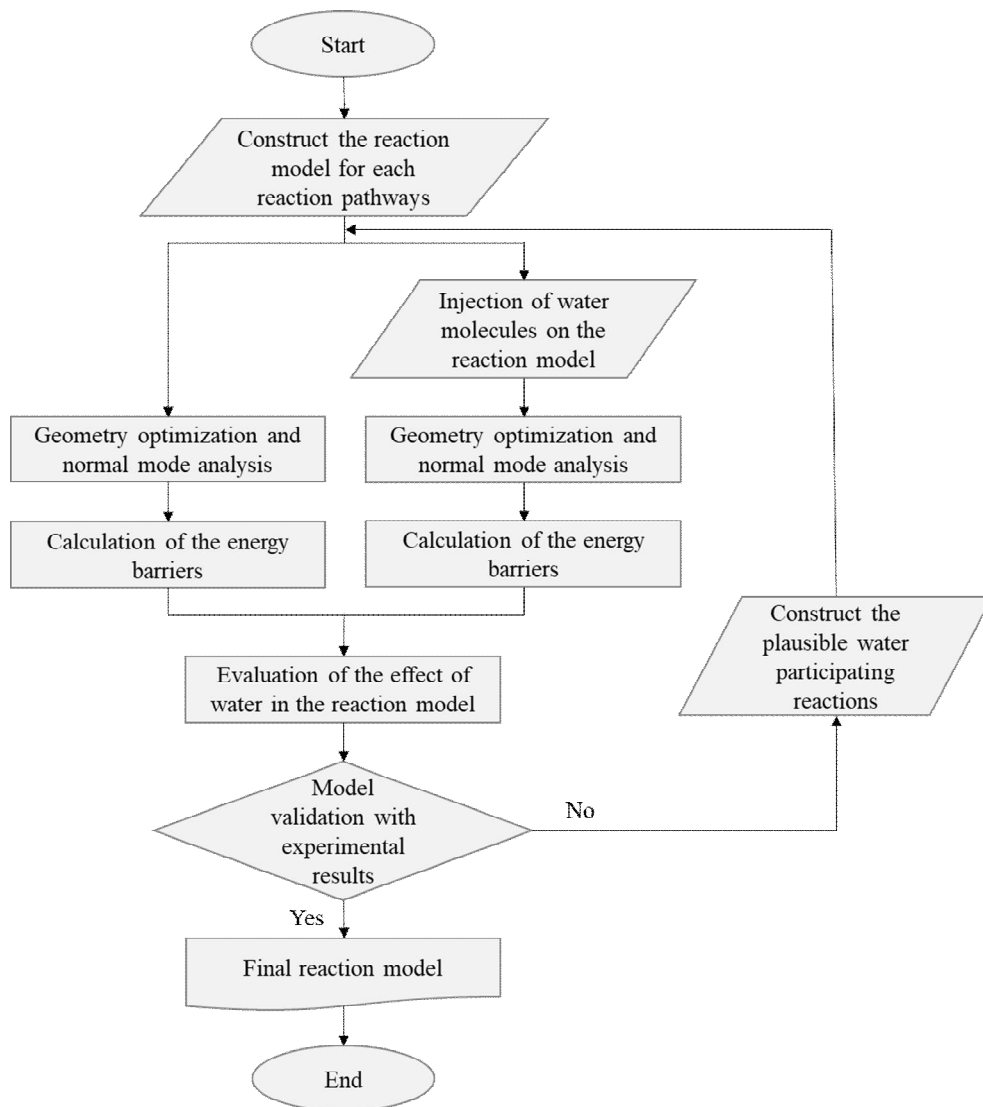 Start
Construct the reaction
model for each
reaction pathways
Injection of water
molecules on the
reaction model
Geometry optimization and
normal mode analysis
Geometry optimization and
normal mode analysis
Calculation of the energy
barriers
Calculation of the energy
barriers
Construct the
plausible water
participating
reactions
Evaluation of the effect of
water in the reaction model
Model
validation with
experimental
results
No
Yes
Final reaction model
End